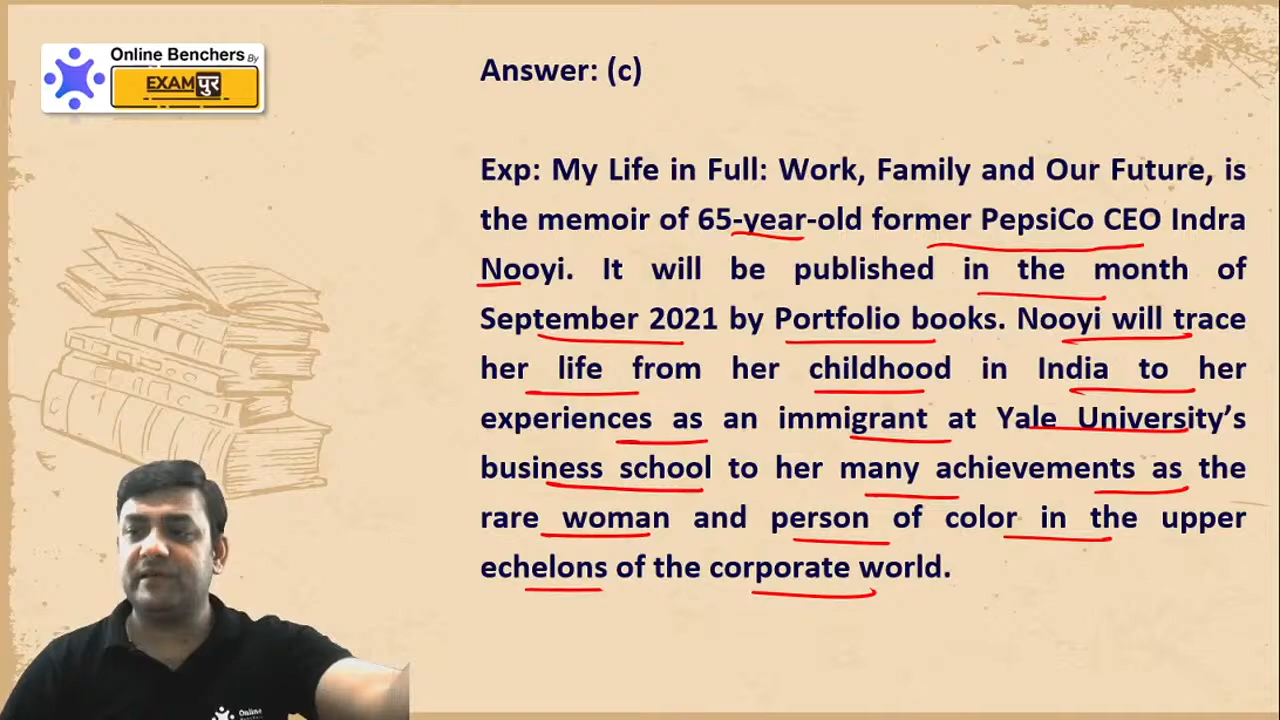 Online Benchers By
EXAMपुर
Answer: (c)
Exp: My Life in Full: Work, Family and Our Future, is
the memoir of 65-year-old former PepsiCo CEO Indra
Nooyi. It will be published in the month of
September 2021 by Portfolio books. Nooyi will trace
her life from her childhood in India to her
experiences as an immigrant at Yale University’s
business school to her many achievements as the
rare woman and person of color in the upper
echelons of the corporate world.
Online